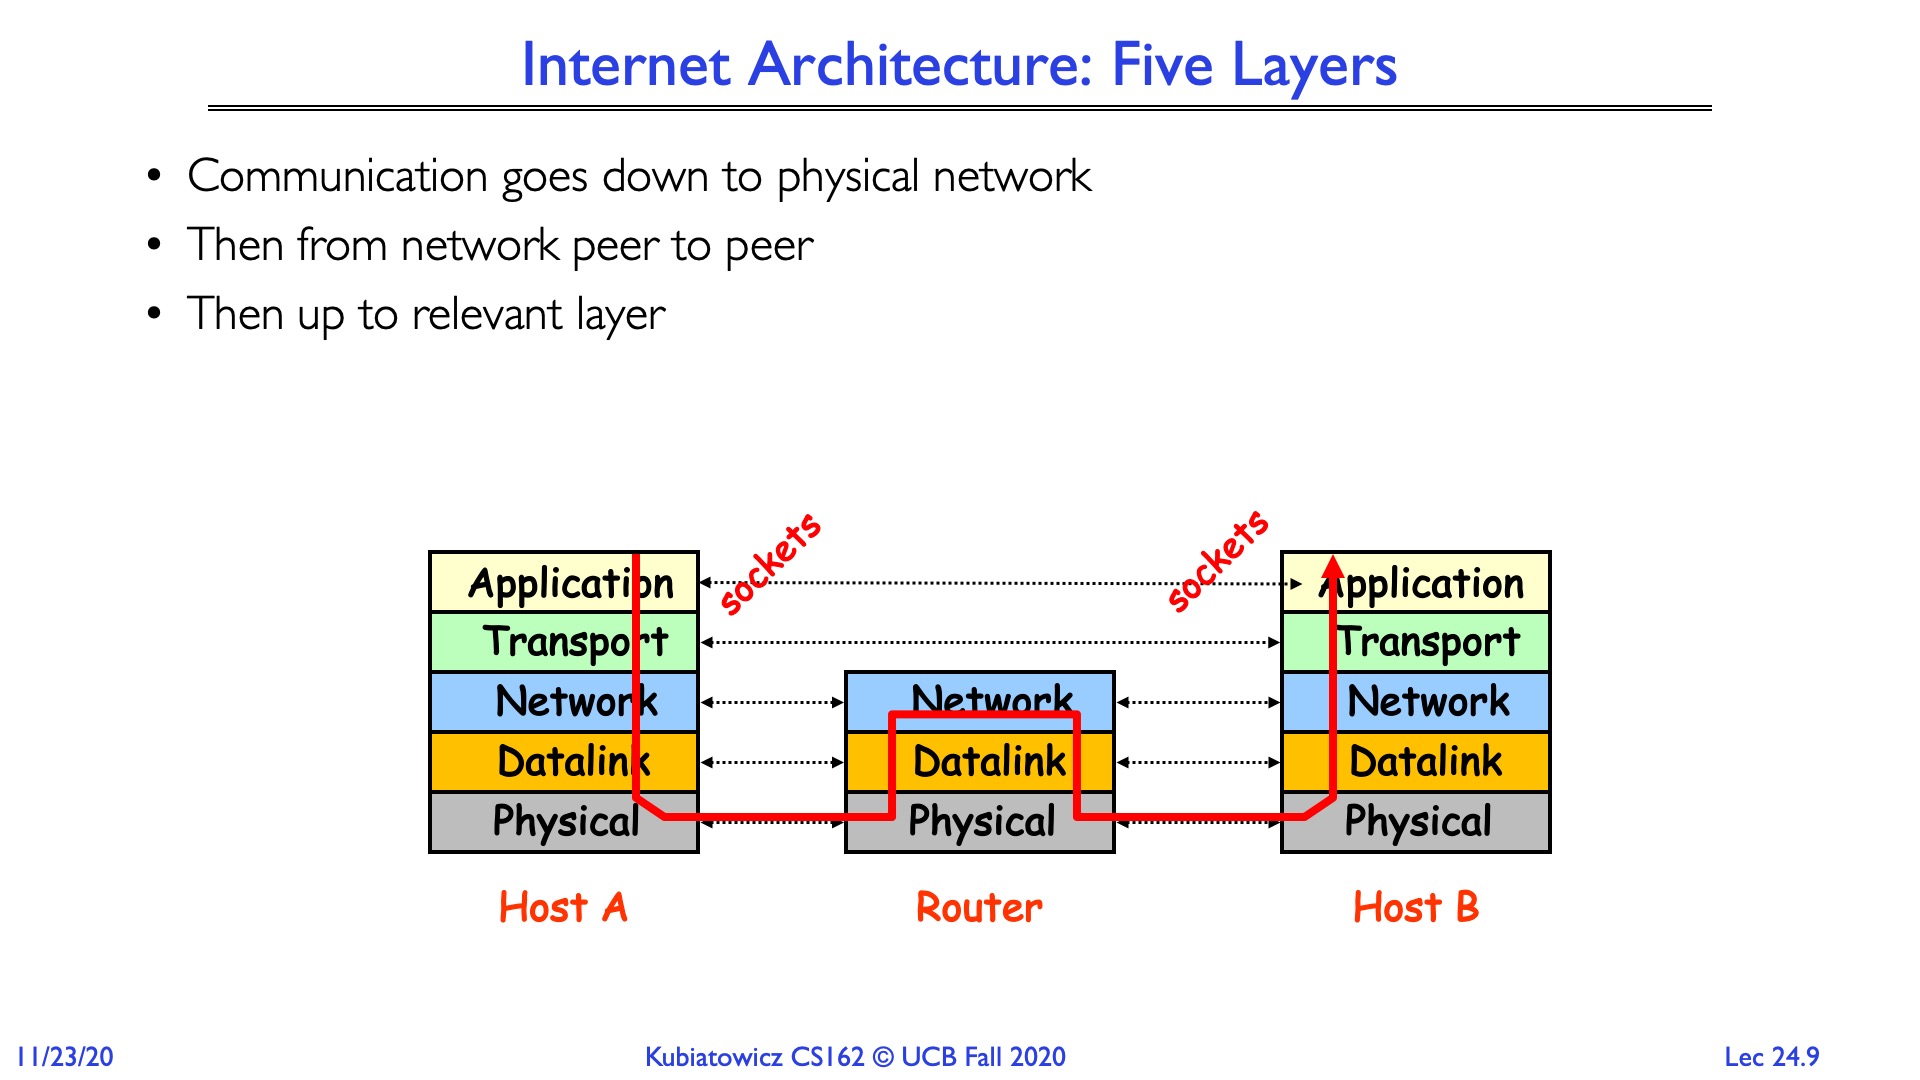 Internet Architecture: Five Layers
• Communication goes down to physical network
• Then from network peer to peer
• Then up to relevant layer
sockets
sockets
Application
Application
Transport
Transport
Network
Network
Network
Datalink
Datalink
Datalink
Physical
Physical
Physical
Host A
Router
Host B
11/23/20
Kubiatowicz CS162 © UCB Fall 2020
Lec 24.9